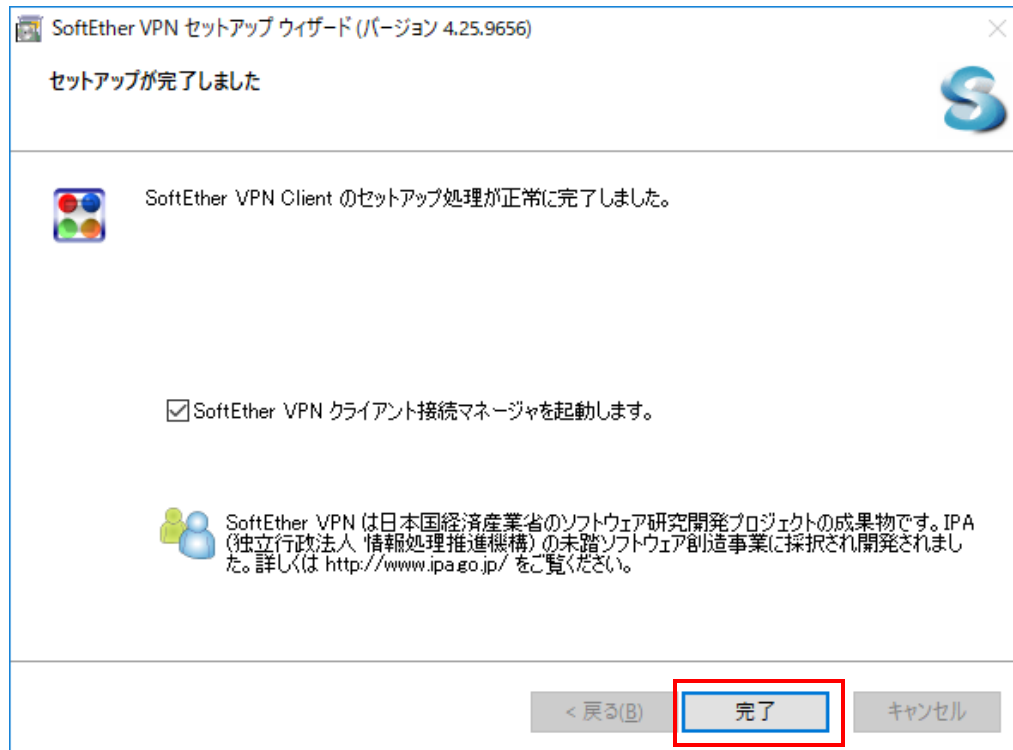 SoftEther VPN セットアップ ウィザード (バージョン 4.25.9656)
セットアップが完了しました
SoftEther VPN Client のセットアップ処理が正常に完了しました。
SoftEther VPN クライアント接続マネージャを起動します。
SoftEther VPN は日本国経済産業省のソフトウェア研究開発プロジェクトの成果物です。IPA
(独立行政法人 情報処理推進機構) の未踏ソフトウェア創造事業に採択され開発されまし
た。詳しくは http://www.ipa.go.jp/ をご覧ください。
< 戻る(B)
完了
キャンセル